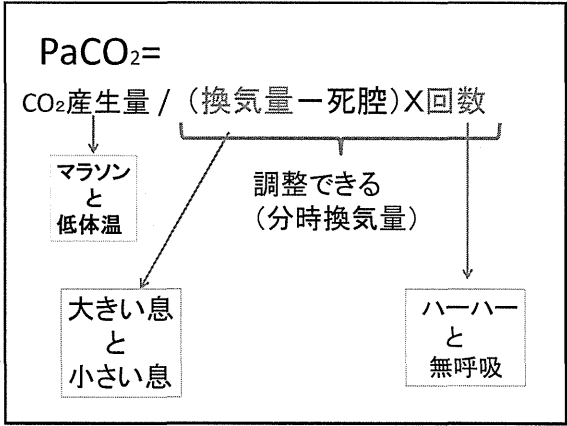 PaCO₂=
CO₂産生量 / (換気量ー死腔)X回数
マラソン
と
低体温
調整できる
(分時換気量)
大きい息
と
小さい息
ハーハー
と
無呼吸